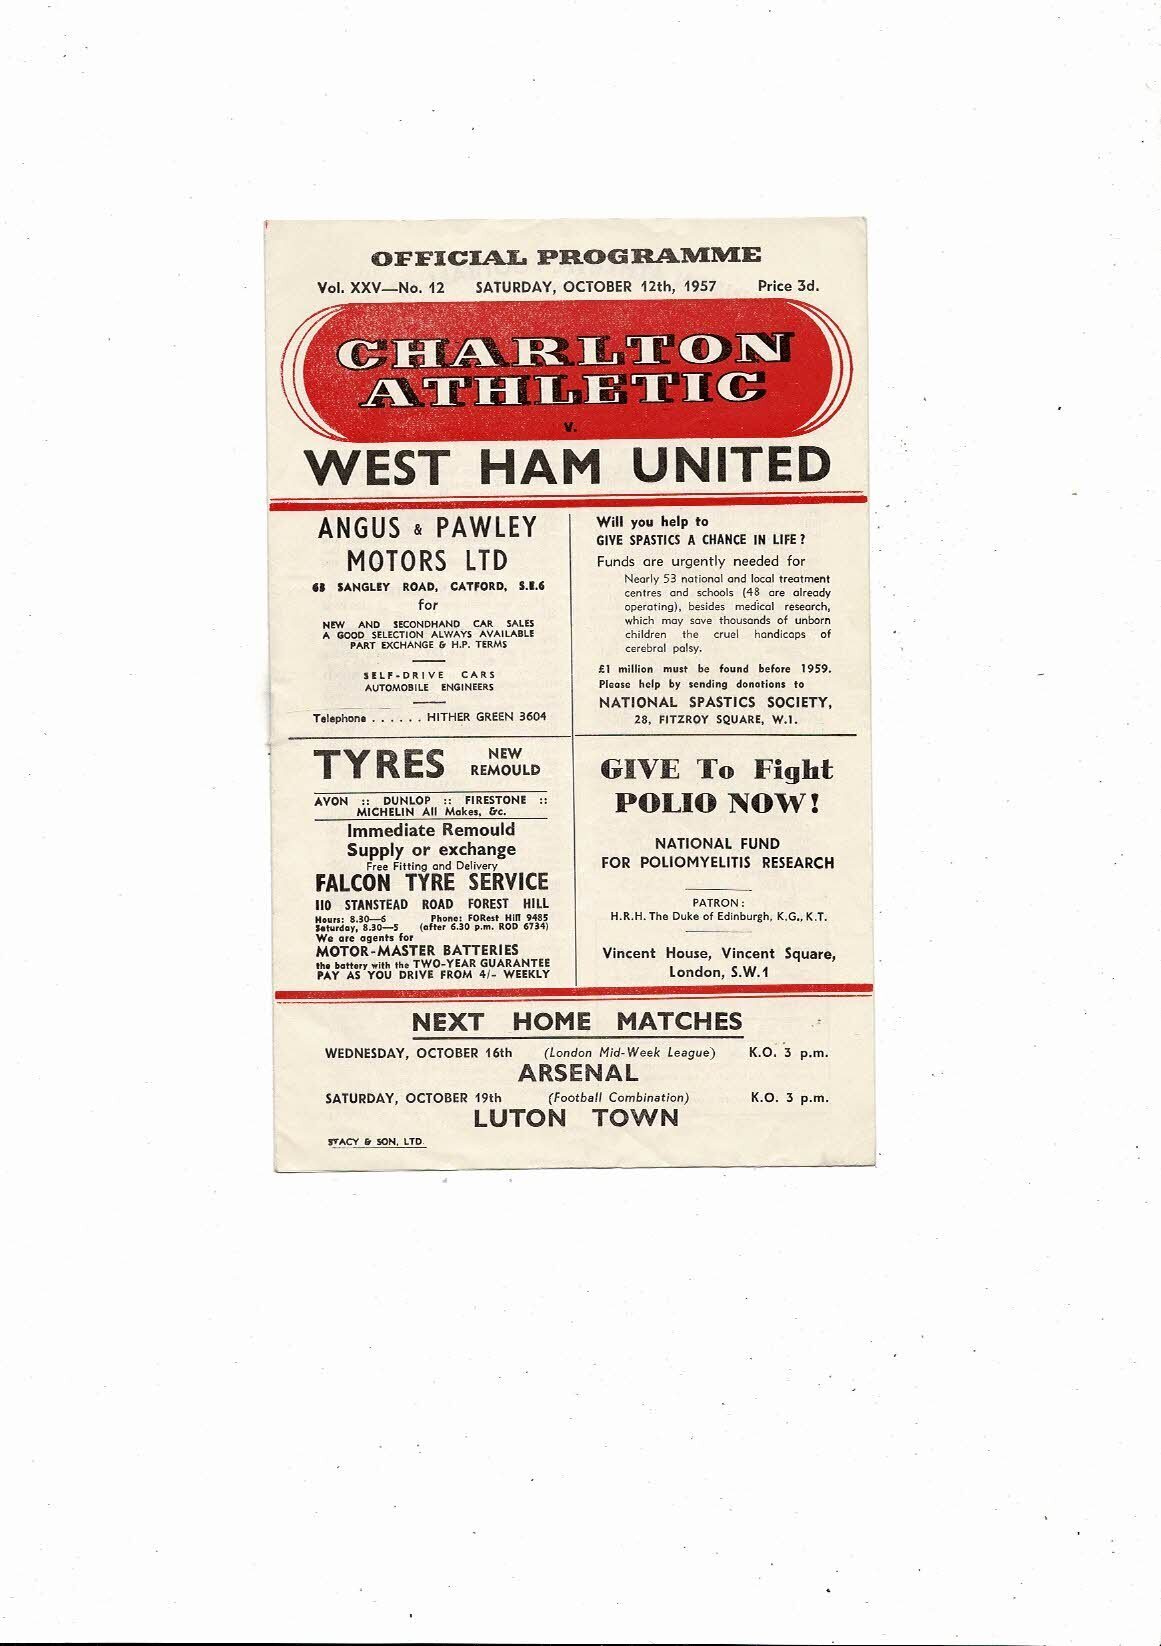 OFFICIAL PROGRAMME
Vol. XXV—No. 12 SATURDAY, OCTOBER 12th, 1957 Price 3d.
CHARLTON
ATHLETIC
v.
WEST HAM UNITED
ANGUS & PAWLEY
MOTORS LTD
68 SANGLEY ROAD, CATFORD, S.E.6
for
NEW AND SECONDHAND CAR SALES
A GOOD SELECTION ALWAYS AVAILABLE
PART EXCHANGE & H.P. TERMS
SELF-DRIVE CARS
AUTOMOBILE ENGINEERS
Telephone . . . . . . HITHER GREEN 3604
Will you help to
GIVE SPASTICS A CHANCE IN LIFE?
Funds are urgently needed for
Nearly 53 national and local treatment
centres and schools (48 are already
operating), besides medical research,
which may save thousands of unborn
children the cruel handicaps of
cerebral palsy.
£1 million must be found before 1959.
Please help by sending donations to
NATIONAL SPASTICS SOCIETY,
28, FITZROY SQUARE, W.1.
TYRES NEW
REMOULD
AVON :: DUNLOP :: FIRESTONE ::
MICHELIN All Makes, &c.
Immediate Remould
Supply or exchange
Free Fitting and Delivery
FALCON TYRE SERVICE
110 STANSTEAD ROAD FOREST HILL
Hours: 8.30—6 Phone: FORest Hill 9485
Saturday, 8.30—5 (after 6.30 p.m. ROD 6734)
We are agents for
MOTOR-MASTER BATTERIES
the battery with the TWO-YEAR GUARANTEE
PAY AS YOU DRIVE FROM 4/- WEEKLY
GIVE To Fight
POLIO NOW!
NATIONAL FUND
FOR POLIOMYELITIS RESEARCH
PATRON:
H.R.H. The Duke of Edinburgh, K.G., K.T.
Vincent House, Vincent Square,
London, S.W.1
NEXT HOME MATCHES
WEDNESDAY, OCTOBER 16th (London Mid-Week League) K.O. 3 p.m.
ARSENAL
SATURDAY, OCTOBER 19th (Football Combination) K.O. 3 p.m.
LUTON TOWN
STACY & SON, LTD.